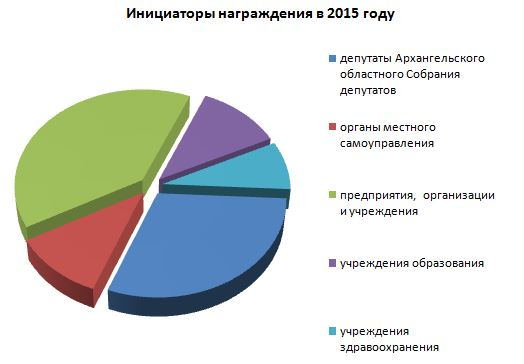 Инициаторы награждения в 2015 году
депутаты Архангельского
областного Собрания
депутатов
органы местного
самоуправления
предприятия, организации
и учреждения
учреждения образования
учреждения
здравоохранения